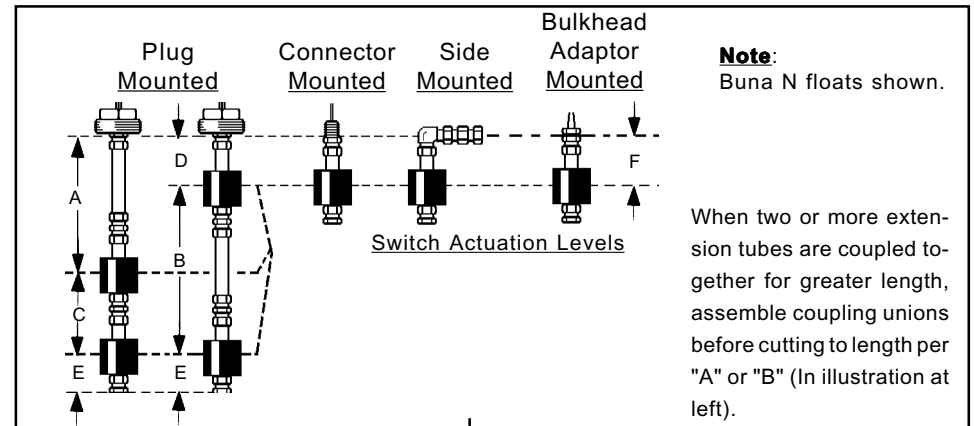 Plug
Mounted
Connector
Mounted
Side
Mounted
Bulkhead
Adaptor
Mounted
Note:
Buna N floats shown.
A
D
F
B
C
E
E
Switch Actuation Levels
When two or more exten-
sion tubes are coupled to-
gether for greater length,
assemble coupling unions
before cutting to length per
"A" or "B" (In illustration at
left).